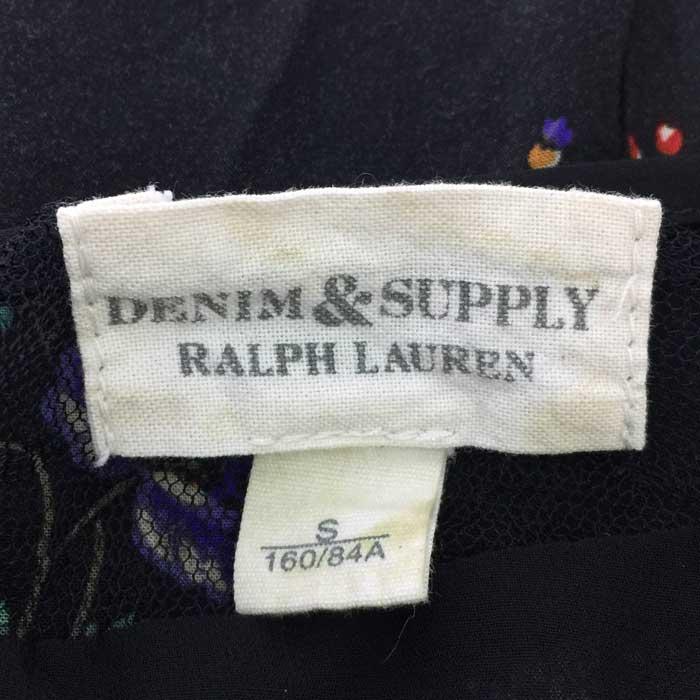 DENIM & SUPPLY
RALPH LAUREN
S
160/84A